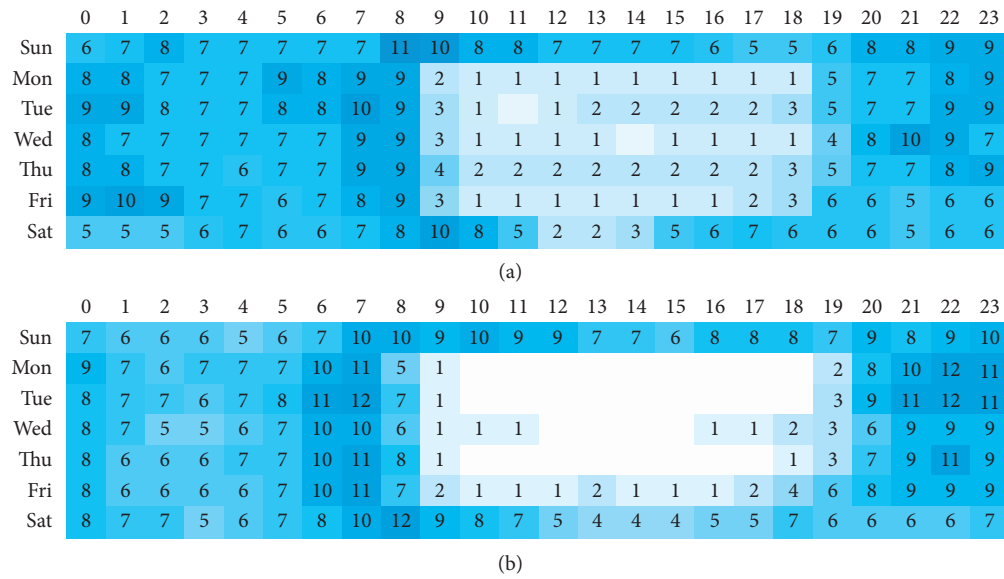 0 1 2 3 4 5 6 7 8 9 10 11 12 13 14 15 16 17 18 19 20 21 22 23
Sun 6 7 8 7 7 7 7 7 11 10 8 8 7 7 7 7 6 5 5 6 8 8 9 9
Mon 8 8 7 7 7 9 8 9 9 2 1 1 1 1 1 1 1 1 1 5 7 7 8 9
Tue 9 9 8 7 7 8 8 10 9 3 1 1 2 2 2 2 2 3 5 7 7 9 9
Wed 8 7 7 7 7 7 7 9 9 3 1 1 1 1 1 1 1 1 4 8 10 9 7
Thu 8 8 7 7 6 7 7 9 9 4 2 2 2 2 2 2 2 2 3 5 7 7 8 9
Fri 9 10 9 7 7 6 7 8 9 3 1 1 1 1 1 1 1 2 3 6 6 5 6 6
Sat 5 5 5 6 7 6 6 7 8 10 8 5 2 2 3 5 6 7 6 6 6 5 6 6
(a)
0 1 2 3 4 5 6 7 8 9 10 11 12 13 14 15 16 17 18 19 20 21 22 23
Sun 7 6 6 6 5 6 7 10 10 9 10 9 9 7 7 6 8 8 8 7 9 8 9 10
Mon 9 7 6 7 7 7 10 11 5 1 2 8 10 12 11
Tue 8 7 7 6 7 8 11 12 7 1 3 9 11 12 11
Wed 8 7 5 5 6 7 10 10 6 1 1 1 1 1 2 3 6 9 9 9
Thu 8 6 6 6 7 7 10 11 8 1 1 3 7 9 11 9
Fri 8 6 6 6 6 7 10 11 7 2 1 1 1 2 1 1 1 2 4 6 8 9 9 9
Sat 8 7 7 5 6 7 8 10 12 9 8 7 5 4 4 4 5 5 7 6 6 6 6 7
(b)